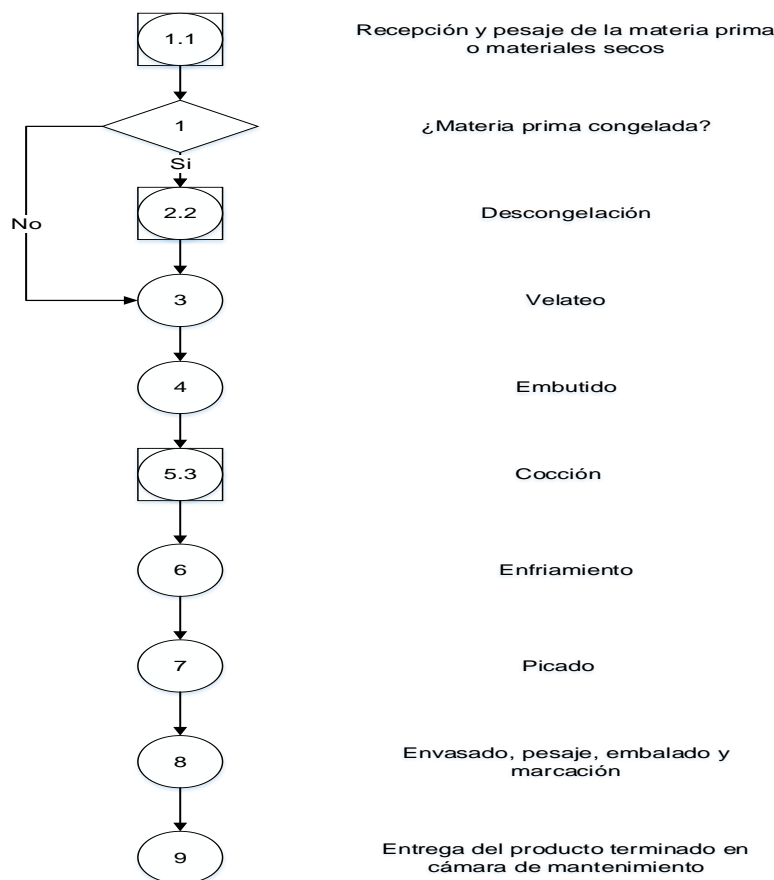 1.1
Recepción y pesaje de la materia prima
o materiales secos
1
¿Materia prima congelada?
Si
No
2.2
Descongelación
3
Velateo
4
Embutido
5.3
Cocción
6
Enfriamiento
7
Picado
8
Envasado, pesaje, embalado y
marcación
9
Entrega del producto terminado en
cámara de mantenimiento